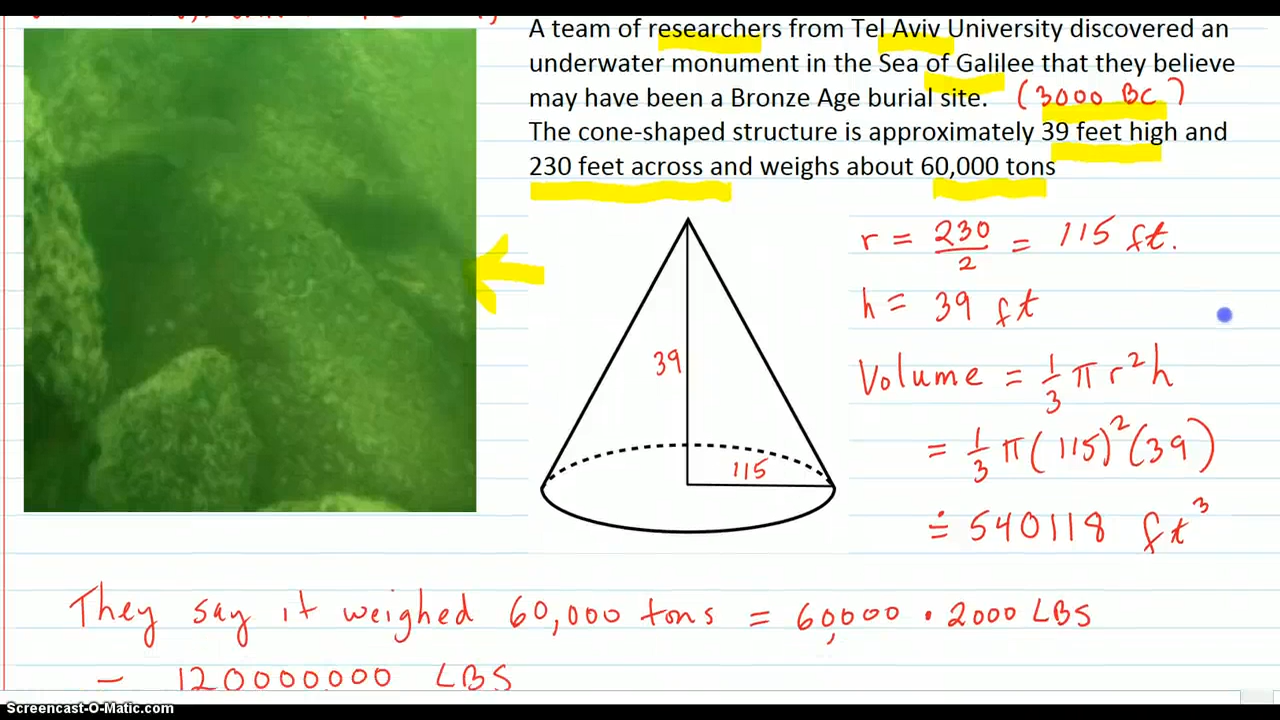 A team of researchers from Tel Aviv University discovered an
underwater monument in the Sea of Galilee that they believe
may have been a Bronze Age burial site. (3000 BC)
The cone-shaped structure is approximately 39 feet high and
230 feet across and weighs about 60,000 tons
r = 230/2 = 115 ft.
h = 39 ft
39
Volume = 1/3 π r²h
= 1/3 π(115)²(39)
115
≐ 540118 ft³
They say it weighed 60,000 tons = 60,000 · 2000 LBS
= 120000000 LBS
Screencast-O-Matic.com